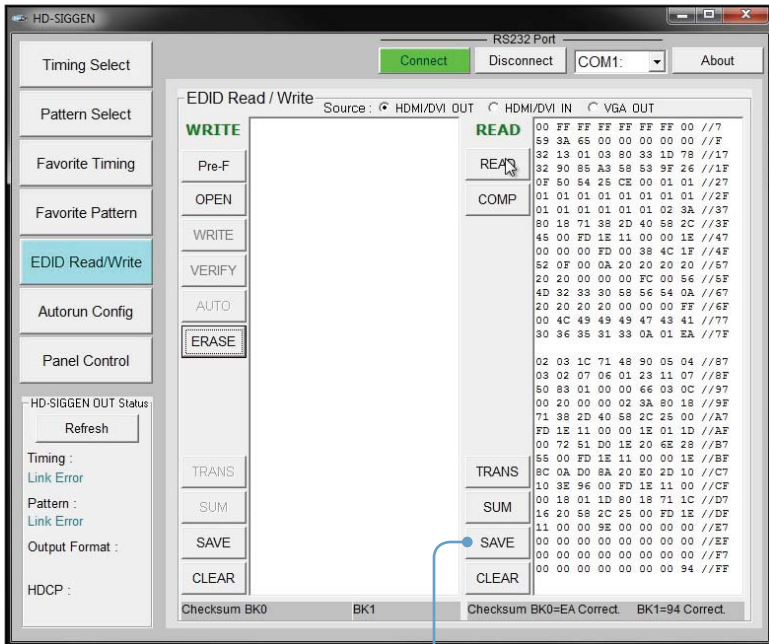 HD-SIGGEN
RS232 Port
Connect
Disconnect
COM1:
About
Timing Select
Pattern Select
Favorite Timing
Favorite Pattern
EDID Read/Write
Autorun Config
Panel Control
HD-SIGGEN OUT Status
Refresh
Timing :
Link Error
Pattern :
Link Error
Output Format :
HDCP :
EDID Read / Write
Source : HDMI/DVI OUT HDMI/DVI IN VGA OUT
WRITE
Pre-F
OPEN
WRITE
VERIFY
AUTO
ERASE
TRANS
SUM
SAVE
CLEAR
Checksum BK0 BK1
READ
READ
COMP
TRANS
SUM
SAVE
CLEAR
00 FF FF FF FF FF FF 00 //7
59 3A 65 00 00 00 00 00 //F
32 13 01 03 80 33 1D 78 //17
32 90 85 A3 58 53 9F 26 //1F
0F 50 54 25 CE 00 01 01 //27
01 01 01 01 01 01 01 01 //2F
01 01 01 01 01 01 02 3A //37
80 18 71 38 2D 40 58 2C //3F
45 00 FD 1E 11 00 00 1E //47
00 00 00 FD 00 38 4C 1F //4F
52 0F 00 0A 20 20 20 20 //57
20 20 00 00 00 FC 00 56 //5F
4D 32 33 30 58 56 54 0A //67
20 20 20 20 00 00 00 FF //6F
00 4C 49 49 49 47 43 41 //77
30 36 35 31 33 0A 01 EA //7F
02 03 1C 71 48 90 05 04 //87
03 02 07 06 01 23 11 07 //8F
50 83 01 00 00 66 03 0C //97
00 20 00 00 02 3A 80 18 //9F
71 38 2D 40 58 2C 25 00 //A7
FD 1E 11 00 00 1E 01 1D //AF
00 72 51 D0 1E 20 6E 28 //B7
55 00 FD 1E 11 00 00 1E //BF
8C 0A D0 8A 20 E0 2D 10 //C7
10 3E 96 00 FD 1E 11 00 //CF
00 18 01 1D 80 18 71 1C //D7
16 20 58 2C 25 00 FD 1E //DF
11 00 00 9E 00 00 00 00 //E7
00 00 00 00 00 00 00 00 //EF
00 00 00 00 00 00 00 00 //F7
00 00 00 00 00 00 00 94 //FF
Checksum BK0=EA Correct. BK1=94 Correct.